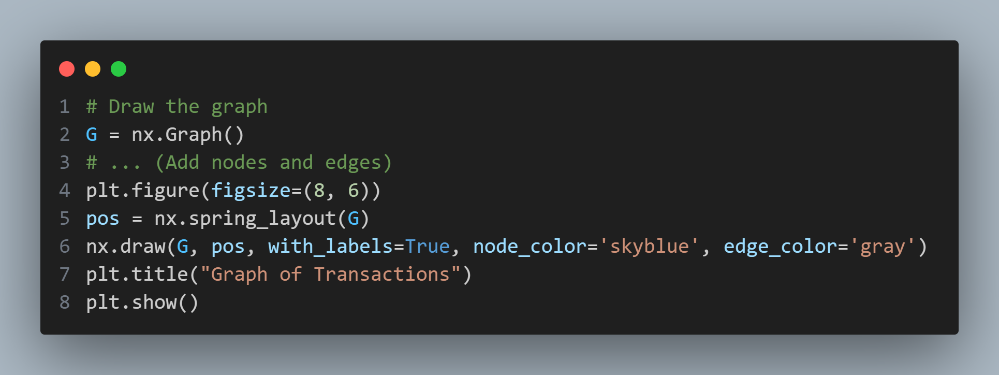 1 # Draw the graph
2 G = nx.Graph()
3 # ... (Add nodes and edges)
4 plt.figure(figsize=(8, 6))
5 pos = nx.spring_layout(G)
6 nx.draw(G, pos, with_labels=True, node_color='skyblue', edge_color='gray')
7 plt.title("Graph of Transactions")
8 plt.show()